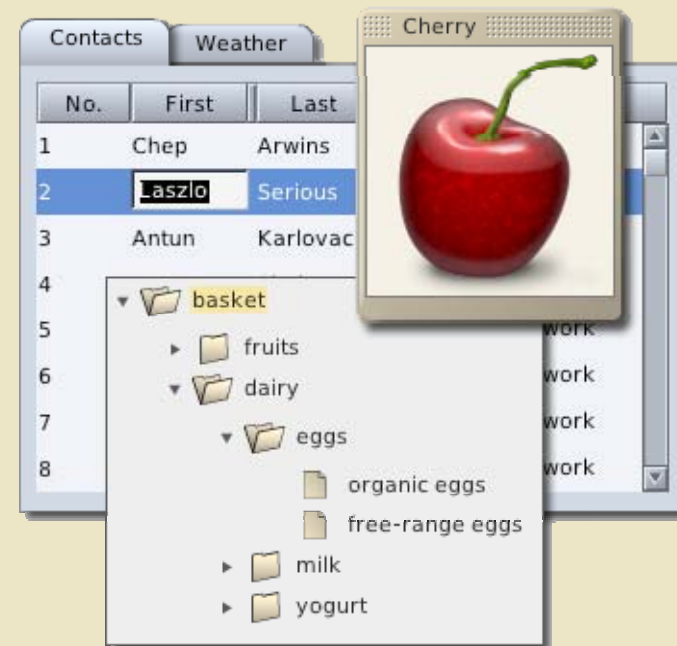 Contacts
Weather
Cherry
No. First Last
1 Chep Arwins
2 Laszlo Serious
3 Antun Karlovac
4
basket
5 work
fruits
6 work
dairy
7 work
eggs
8 work
organic eggs
free-range eggs
milk
yogurt